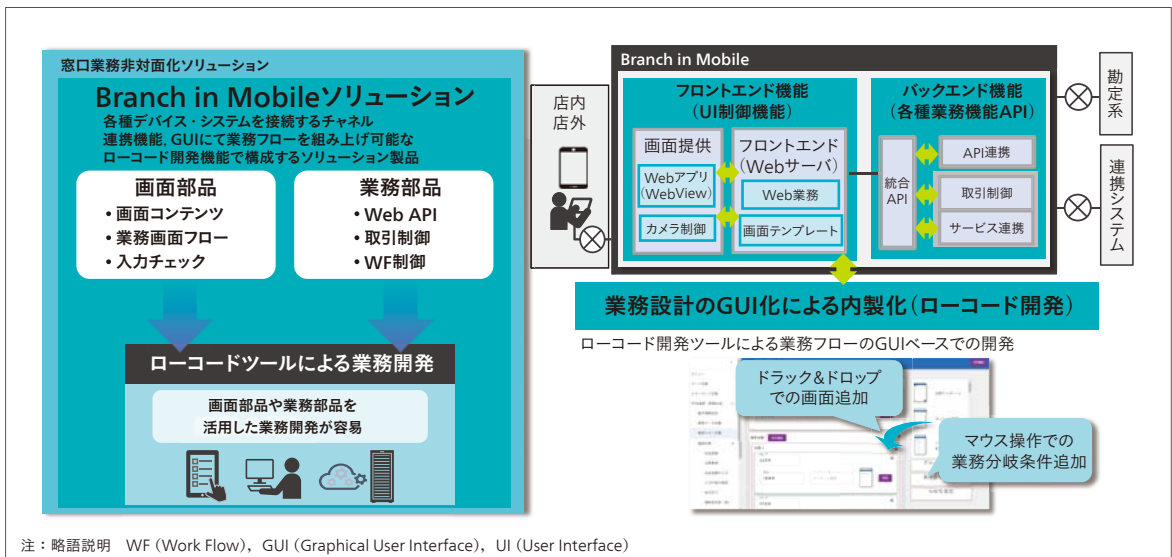 窓口業務非対面化ソリューション
Branch in Mobileソリューション
各種デバイス・システムを接続するチャネル
連携機能，GUIにて業務フローを組み上げ可能な
ローコード開発機能で構成するソリューション製品
画面部品
・画面コンテンツ
・業務画面フロー
・入力チェック
業務部品
・Web API
・取引制御
・WF制御
ローコードツールによる業務開発
画面部品や業務部品を
活用した業務開発が容易
店内
店外
Branch in Mobile
フロントエンド機能
(UI制御機能)
画面提供
Webアプリ
(WebView)
カメラ制御
フロントエンド
(Webサーバ)
Web業務
画面テンプレート
バックエンド機能
(各種業務機能API)
統合
API
API連携
取引制御
サービス連携
勘定系
連携システム
業務設計のGUI化による内製化(ローコード開発)
ローコード開発ツールによる業務フローのGUIベースでの開発
ドラック&ドロップ
での画面追加
マウス操作での
業務分岐条件追加
注：略語説明　WF (Work Flow)，GUI (Graphical User Interface)，UI (User Interface)